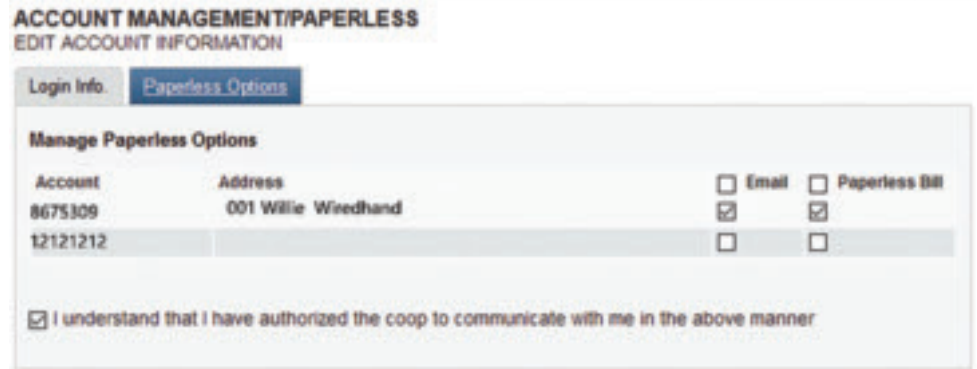 ACCOUNT MANAGEMENT/PAPERLESS
EDIT ACCOUNT INFORMATION
Login Info. Paperless Options
Manage Paperless Options
Account Address Email Paperless Bill
8675309 001 Willie Wiredhand
12121212
I understand that I have authorized the coop to communicate with me in the above manner